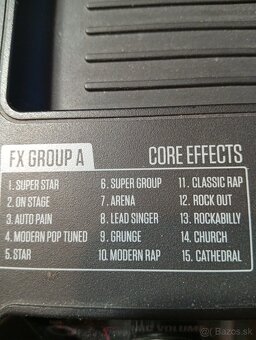 FX GROUP A CORE EFFECTS
1. SUPER STAR 6. SUPER GROUP 11. CLASSIC RAP
2. ON STAGE 7. ARENA 12. ROCK OUT
3. AUTO PAIN 8. LEAD SINGER 13. ROCKABILLY
4. MODERN POP TUNED 9. GRUNGE 14. CHURCH
5. STAR 10. MODERN RAP 15. CATHEDRAL
VOLUME
bazos.sk